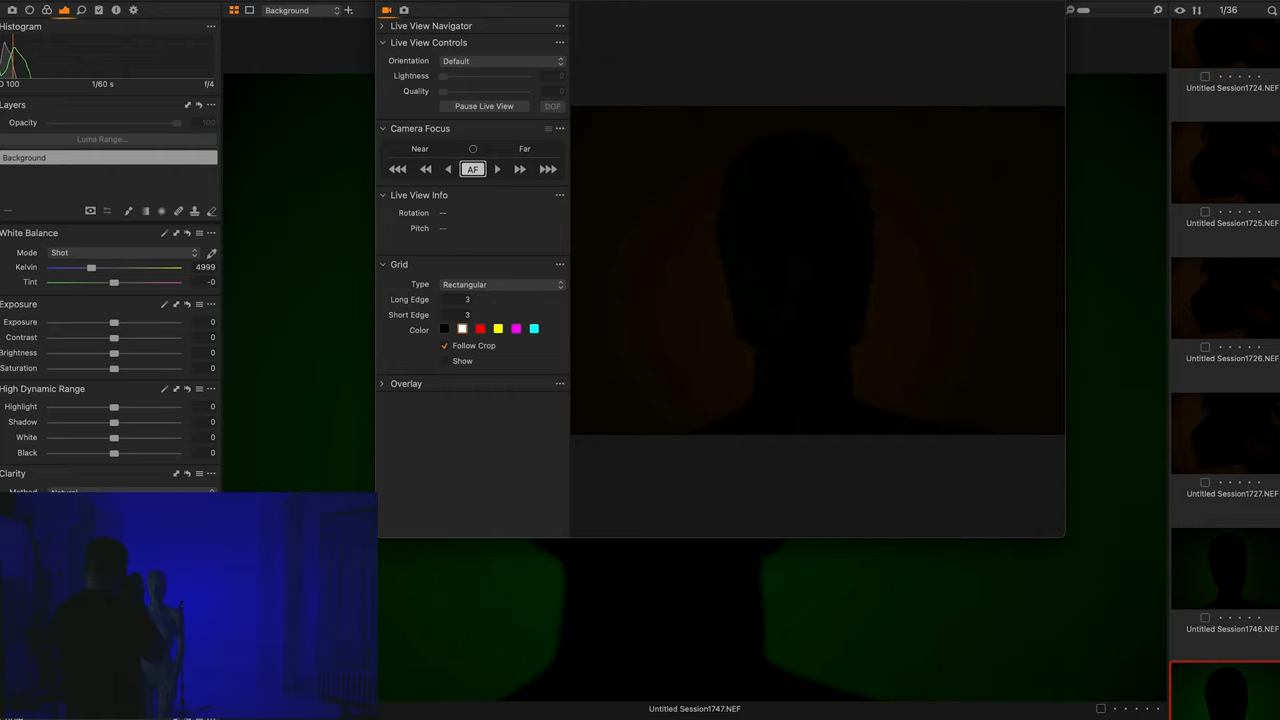 Background
1/36
Histogram
O 100
1/60 s
f/4
Layers
Opacity
100
Luma Range...
Background
White Balance
Mode
Shot
Kelvin
4999
Tint
-0
Exposure
Exposure
0
Contrast
0
Brightness
0
Saturation
0
High Dynamic Range
Highlight
0
Shadow
0
White
0
Black
0
Clarity
Live View Navigator
Live View Controls
Orientation
Default
Lightness
0
Quality
0
Pause Live View
DOF
Camera Focus
Near
Far
AF
Live View Info
Rotation
--
Pitch
--
Grid
Type
Rectangular
Long Edge
3
Short Edge
3
Color
Follow Crop
Show
Overlay
Untitled Session1724.NEF
Untitled Session1725.NEF
Untitled Session1726.NEF
Untitled Session1727.NEF
Untitled Session1746.NEF
Untitled Session1747.NEF